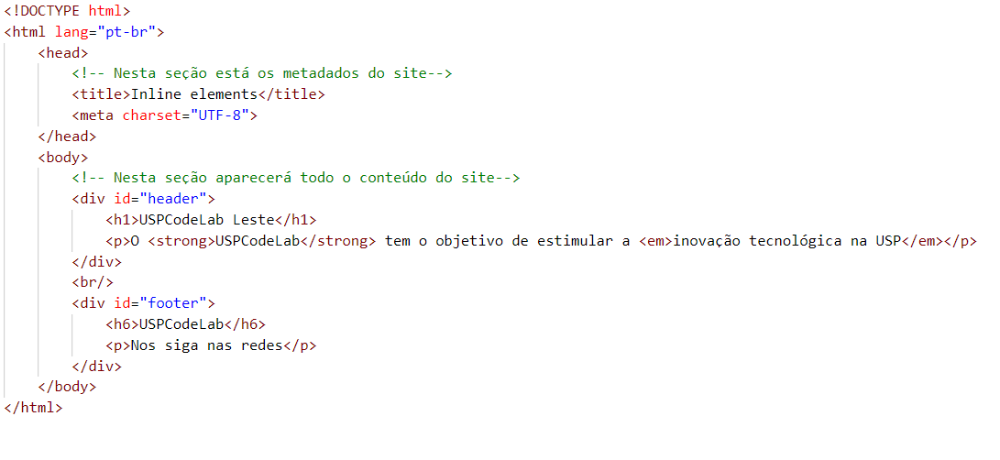 <!DOCTYPE html>
<html lang="pt-br">
    <head>
        <!-- Nesta seção está os metadados do site-->
        <title>Inline elements</title>
        <meta charset="UTF-8">
    </head>
    <body>
        <!-- Nesta seção aparecerá todo o conteúdo do site-->
        <div id="header">
            <h1>USPCodeLab Leste</h1>
            <p>O <strong>USPCodeLab</strong> tem o objetivo de estimular a <em>inovação tecnológica na USP</em></p>
        </div>
        <br/>
        <div id="footer">
            <h6>USPCodeLab</h6>
            <p>Nos siga nas redes</p>
        </div>
    </body>
</html>